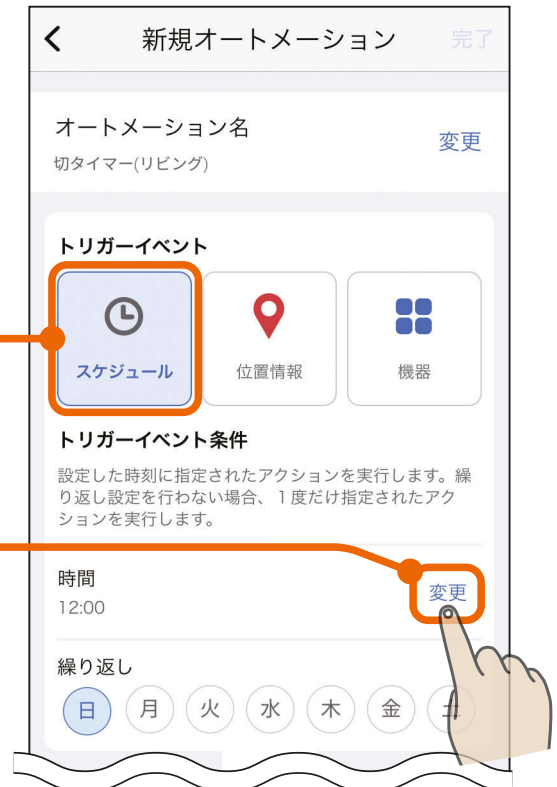 新規オートメーション 完了
オートメーション名
変更
切タイマー(リビング)
トリガーイベント
スケジュール 位置情報 機器
トリガーイベント条件
設定した時刻に指定されたアクションを実行します。繰
り返し設定を行わない場合、1度だけ指定されたアク
ションを実行します。
時間
変更
12:00
繰り返し
日 月 火 水 木 金 土